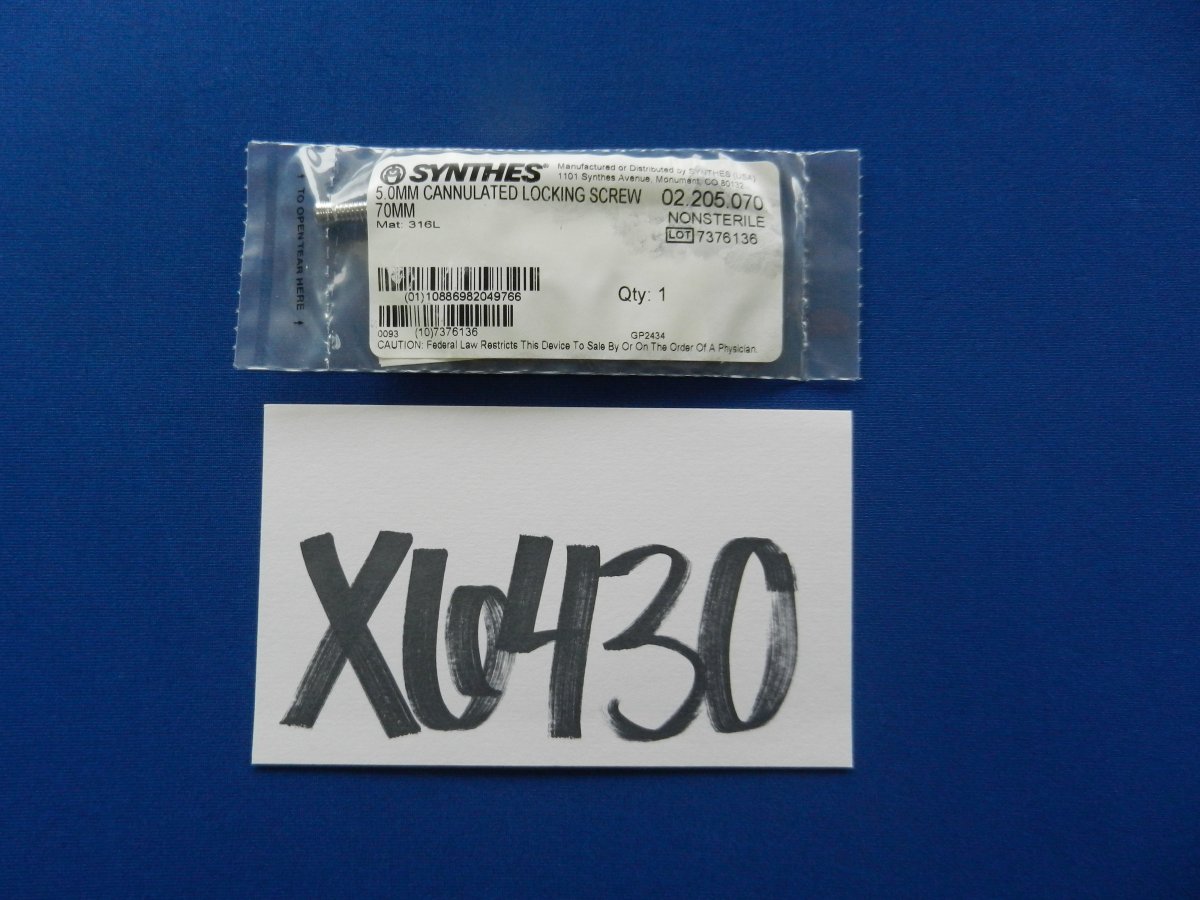 SYNTHES® Manufactured or Distributed by SYNTHES (USA)
1101 Synthes Avenue, Monument, CO 80132
5.0MM CANNULATED LOCKING SCREW 02.205.070
70MM NONSTERILE
Mat: 316L LOT 7376136
↑ TO OPEN TEAR HERE ↑
(01)10886982049766
Qty: 1
0093 (10)7376136 GP2434
CAUTION: Federal Law Restricts This Device To Sale By Or On The Order Of A Physician.
X6430